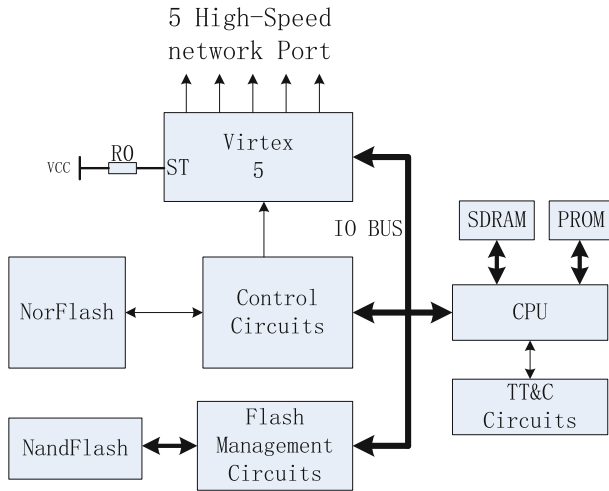 5 High-Speed
network Port
Virtex
5
VCC
R0
ST
IO BUS
SDRAM
PROM
NorFlash
Control
Circuits
CPU
TT&C
Circuits
NandFlash
Flash
Management
Circuits